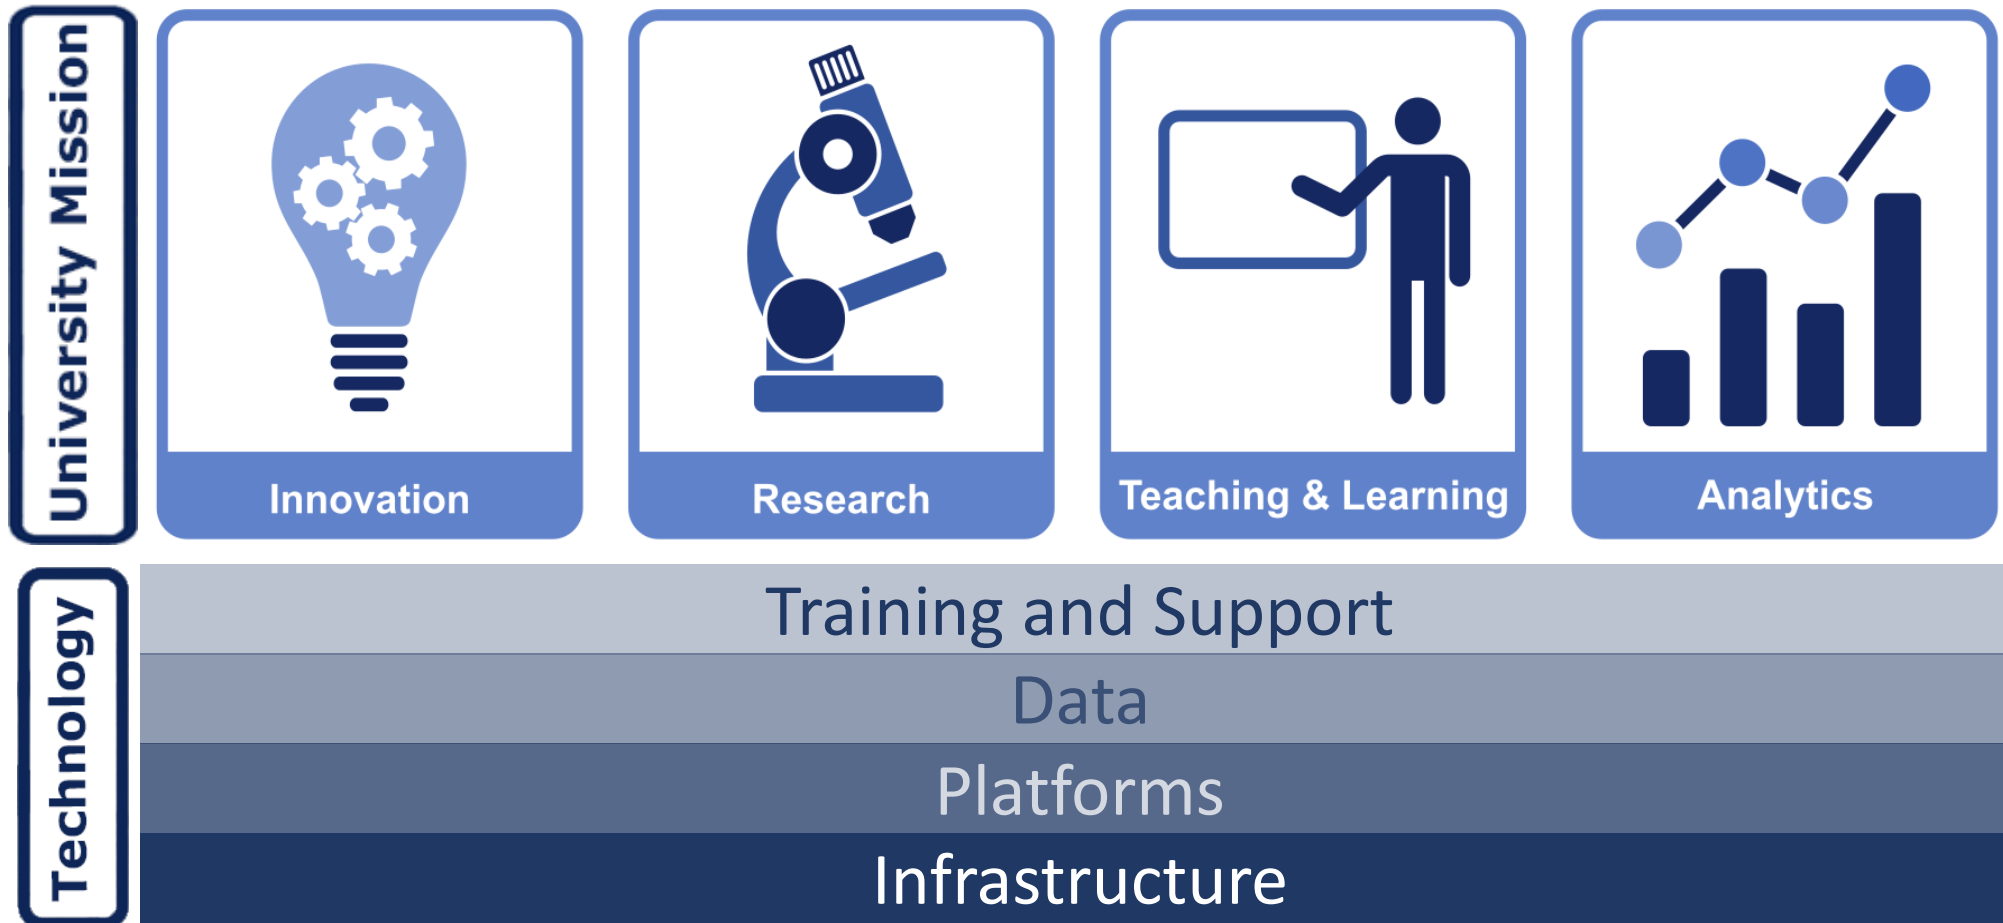 University Mission
Innovation
Research
Teaching & Learning
Analytics
Technology
Training and Support
Data
Platforms
Infrastructure